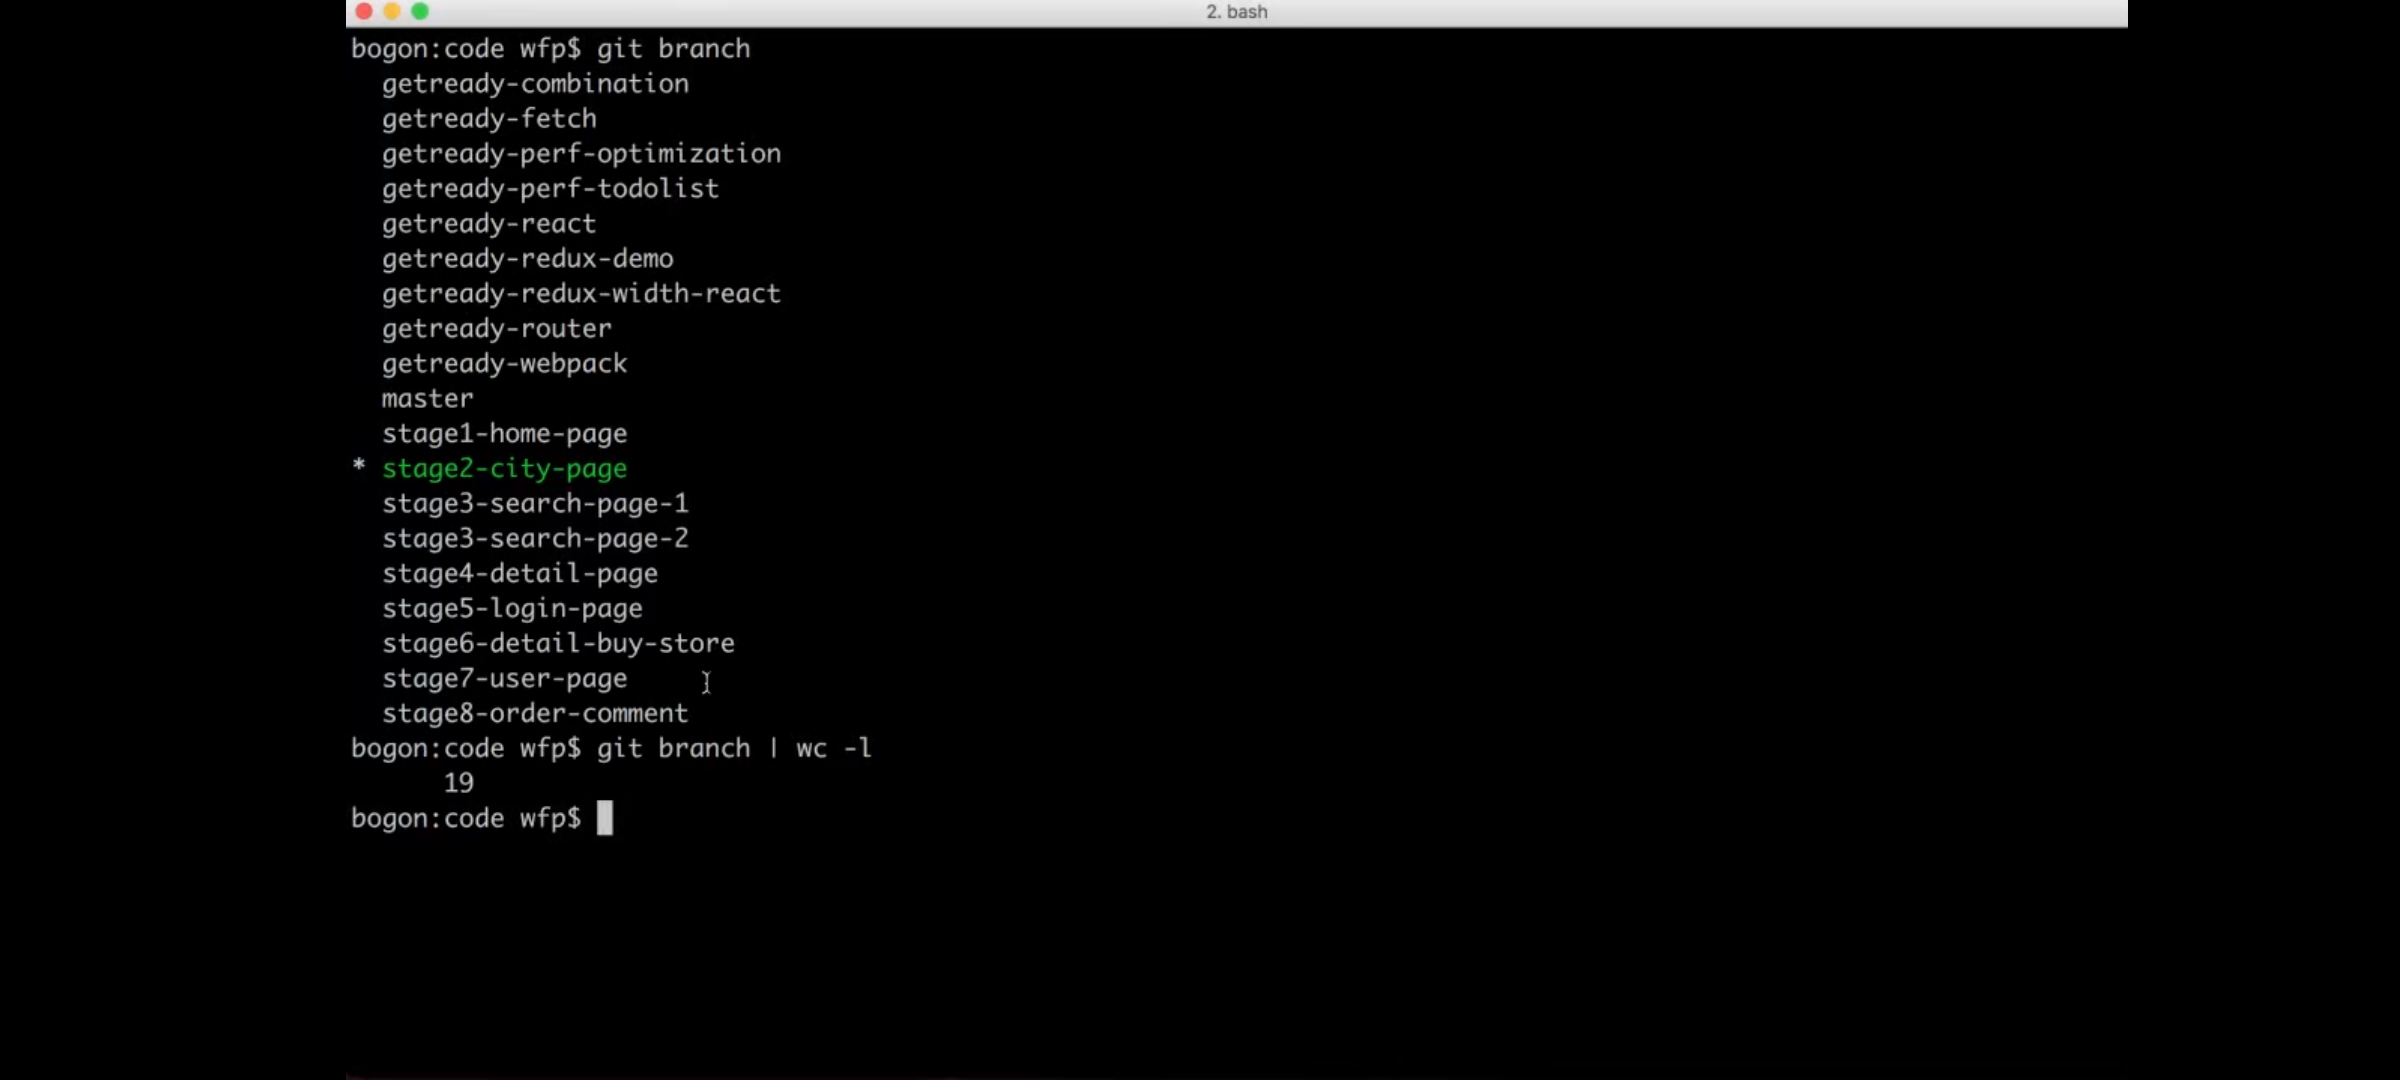 2. bash
bogon:code wfp$ git branch
  getready-combination
  getready-fetch
  getready-perf-optimization
  getready-perf-todolist
  getready-react
  getready-redux-demo
  getready-redux-width-react
  getready-router
  getready-webpack
  master
  stage1-home-page
* stage2-city-page
  stage3-search-page-1
  stage3-search-page-2
  stage4-detail-page
  stage5-login-page
  stage6-detail-buy-store
  stage7-user-page
  stage8-order-comment
bogon:code wfp$ git branch | wc -l
      19
bogon:code wfp$